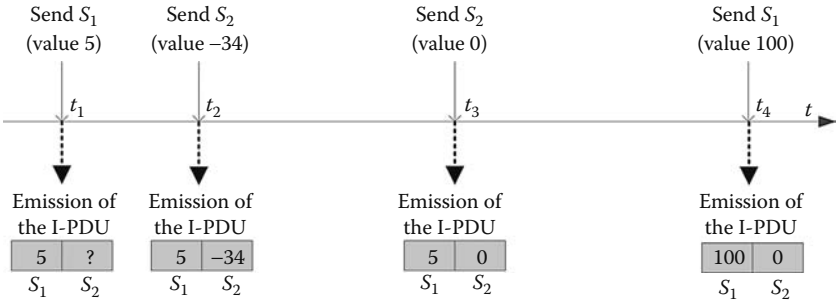 Send S1
(value 5)
Send S2
(value –34)
Send S2
(value 0)
Send S1
(value 100)
t1
t2
t3
t4
t
Emission of
the I-PDU
5 ?
S1 S2
Emission of
the I-PDU
5 –34
S1 S2
Emission of
the I-PDU
5 0
S1 S2
Emission of
the I-PDU
100 0
S1 S2